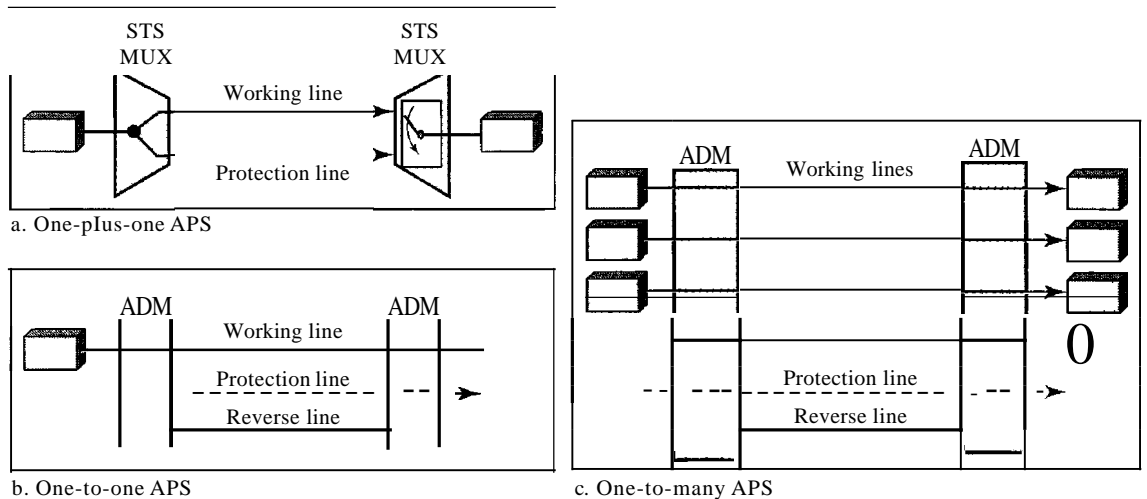 STS
MUX
STS
MUX
Working line
Protection line
a. One-pIus-one APS
ADM
ADM
Working line
Protection line
Reverse line
b. One-to-one APS
ADM
ADM
Working lines
0
Protection line
Reverse line
c. One-to-many APS